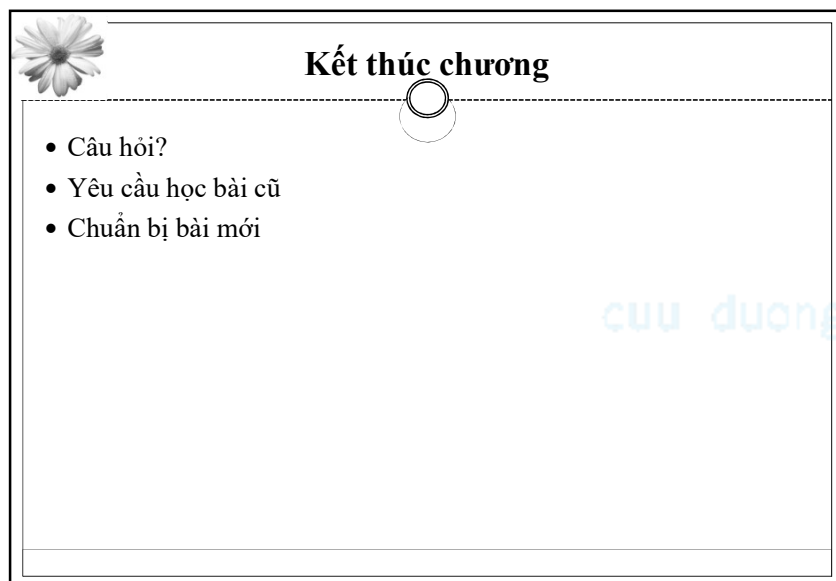 Kết thúc chương
• Câu hỏi?
• Yêu cầu học bài cũ
• Chuẩn bị bài mới
cuu duong